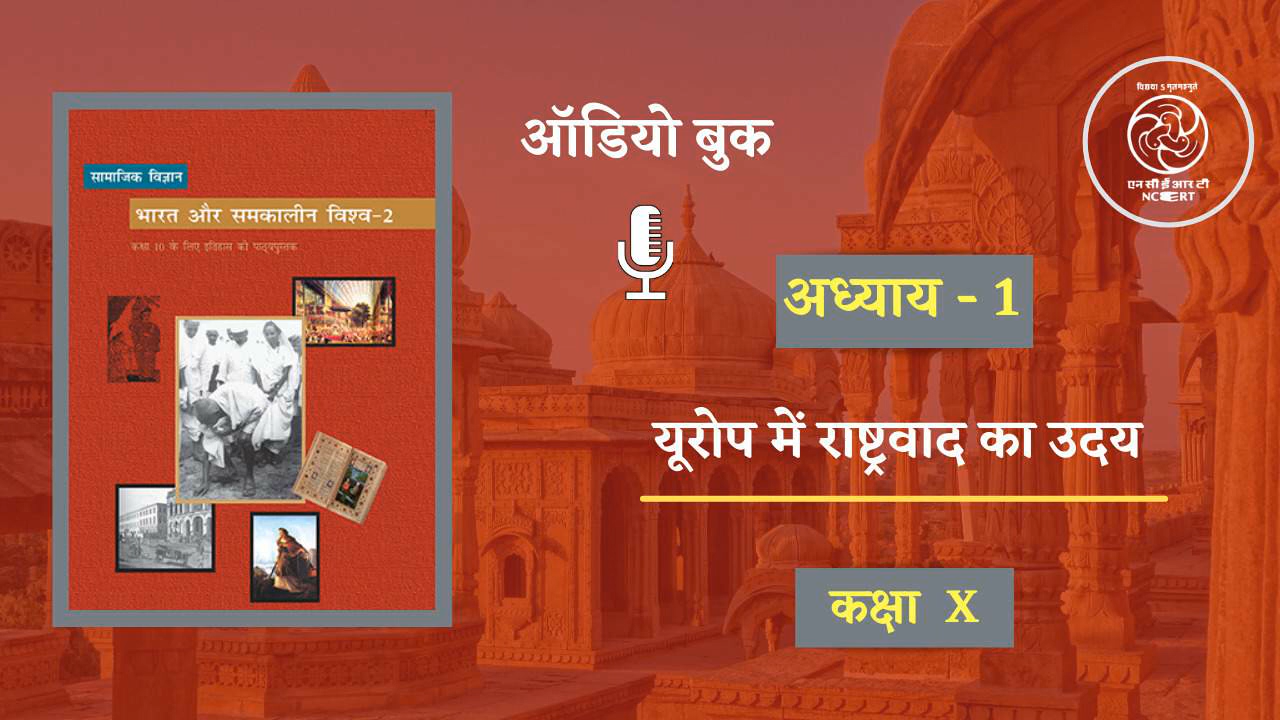 सामाजिक विज्ञान
भारत और समकालीन विश्व-2
कक्षा 10 के लिए इतिहास की पाठ्यपुस्तक
ऑडियो बुक
अध्याय - 1
यूरोप में राष्ट्रवाद का उदय
कक्षा X
एन सी ई आर टी
NCERT